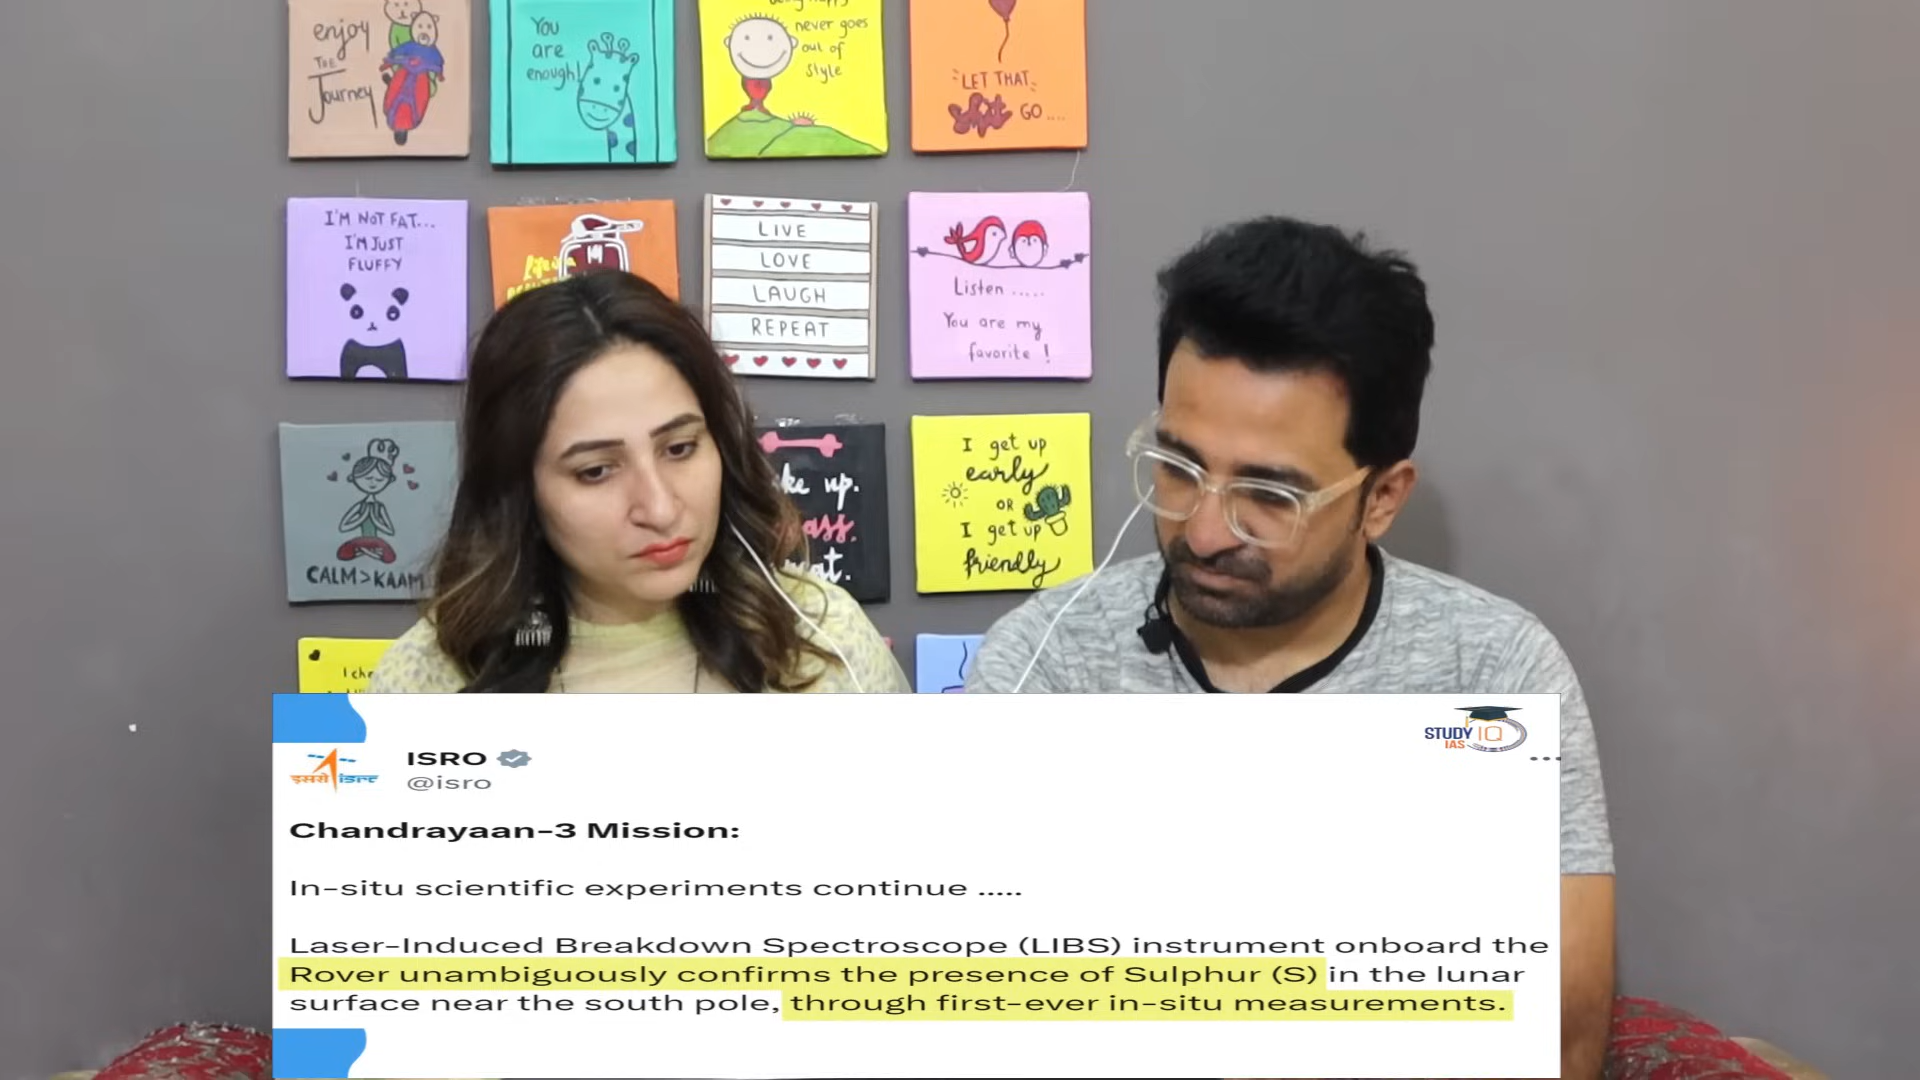 enjoy
THE
Journey
You
are
enough!
never goes
out of
style
LET THAT
shit GO ....
I'M NOT FAT...
I'M JUST
FLUFFY
LIVE
LOVE
LAUGH
REPEAT
Listen .....
You are my
favorite !
CALM>KAAM
up.
I get up
early
OR
I get up
friendly
STUDY IQ
IAS
ISRO
इसरो isro
@isro
Chandrayaan-3 Mission:
In-situ scientific experiments continue .....
Laser-Induced Breakdown Spectroscope (LIBS) instrument onboard the
Rover unambiguously confirms the presence of Sulphur (S) in the lunar
surface near the south pole, through first-ever in-situ measurements.